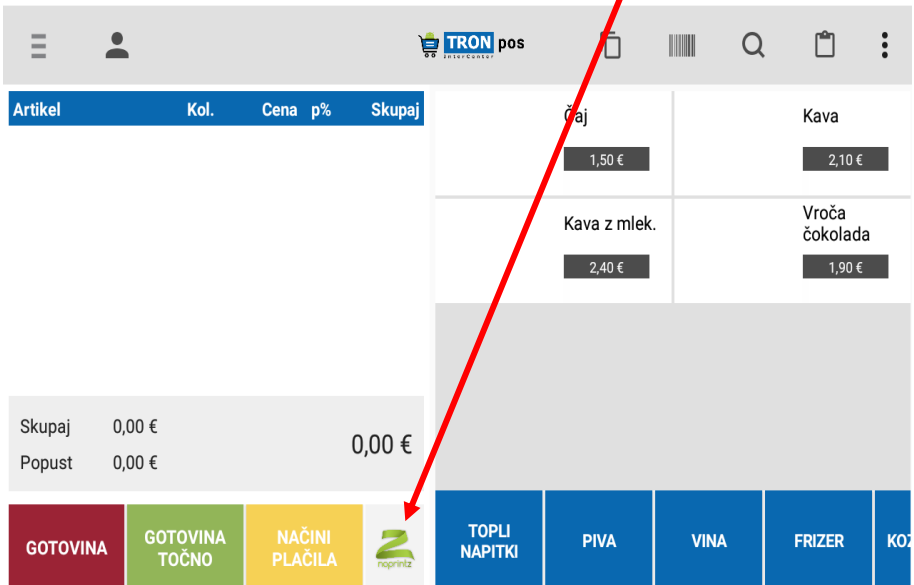 TRON pos
InterCenter
Artikel Kol. Cena p% Skupaj
Čaj
1,50 €
Kava
2,10 €
Kava z mlek.
2,40 €
Vroča
čokolada
1,90 €
Skupaj 0,00 €
Popust 0,00 €
0,00 €
GOTOVINA
GOTOVINA
TOČNO
NAČINI
PLAČILA
noprintz
TOPLI
NAPITKI
PIVA
VINA
FRIZER
KOZ